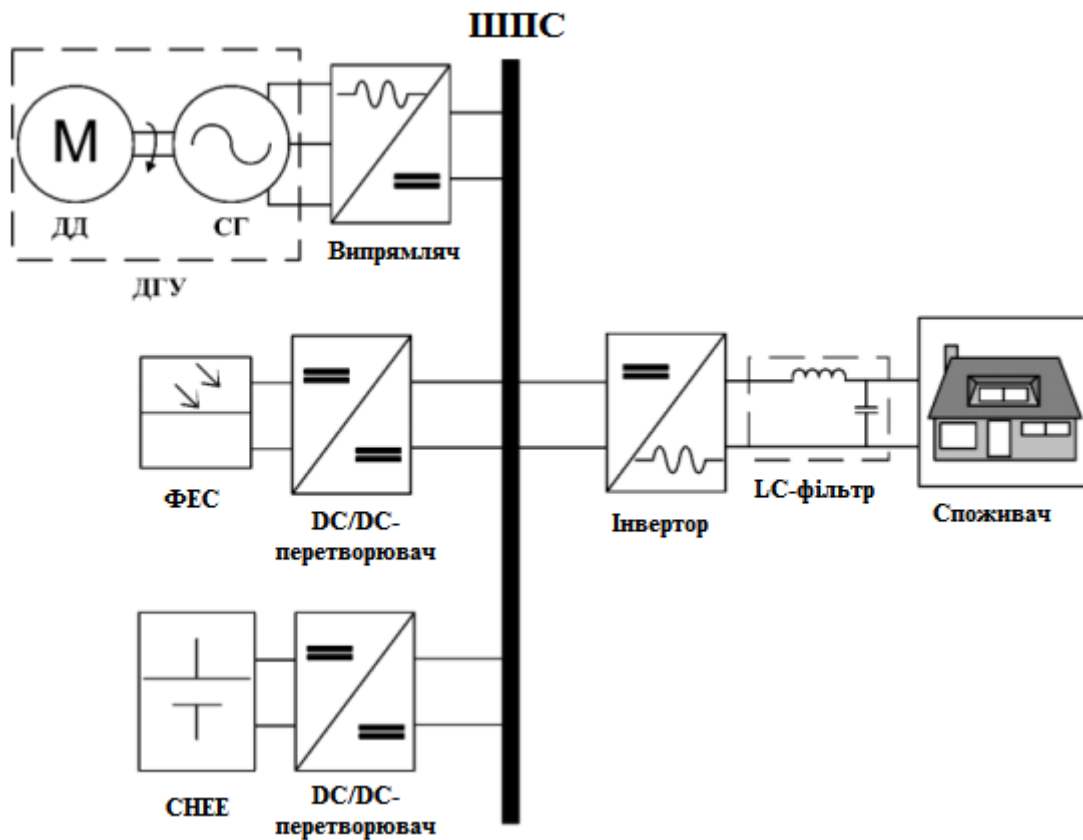 ШПС
М
ДД
СГ
Випрямляч
ДГУ
ФЕС
DC/DC-
перетворювач
Інвертор
LC-фільтр
Споживач
СНЕЕ
DC/DC-
перетворювач